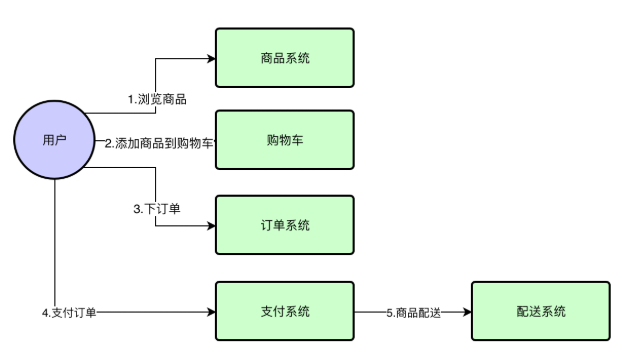 商品系统
1.浏览商品
用户
2.添加商品到购物车
购物车
3.下订单
订单系统
4.支付订单
支付系统
5.商品配送
配送系统